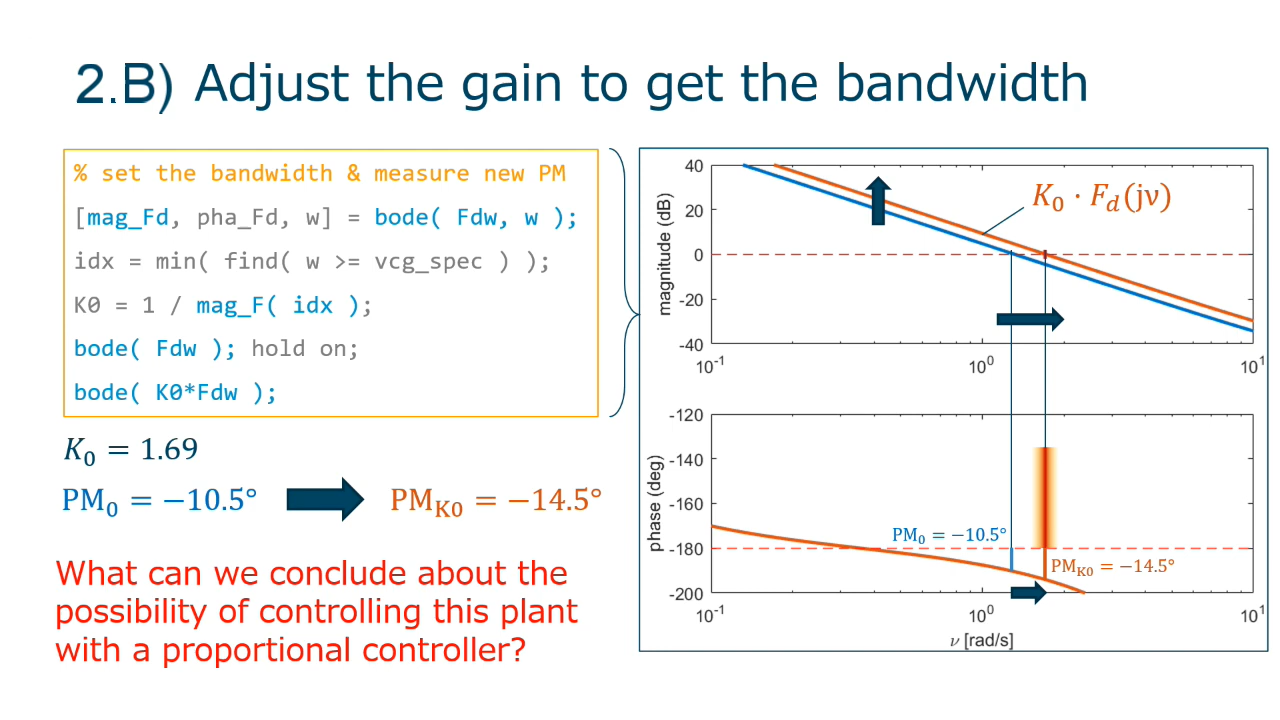 2.B) Adjust the gain to get the bandwidth
% set the bandwidth & measure new PM
[mag_Fd, pha_Fd, w] = bode( Fdw, w );
idx = min( find( w >= vcg_spec ) );
K0 = 1 / mag_F( idx );
bode( Fdw ); hold on;
bode( K0*Fdw );
K₀ = 1.69
PM₀ = −10.5°
PM_K0 = −14.5°
What can we conclude about the
possibility of controlling this plant
with a proportional controller?
magnitude (dB)
40
20
0
-20
-40
10⁻¹
10⁰
10¹
K₀ · F_d(jν)
phase (deg)
-120
-140
-160
-180
-200
PM₀ = −10.5°
PM_K0 = −14.5°
10⁻¹
10⁰
10¹
ν [rad/s]